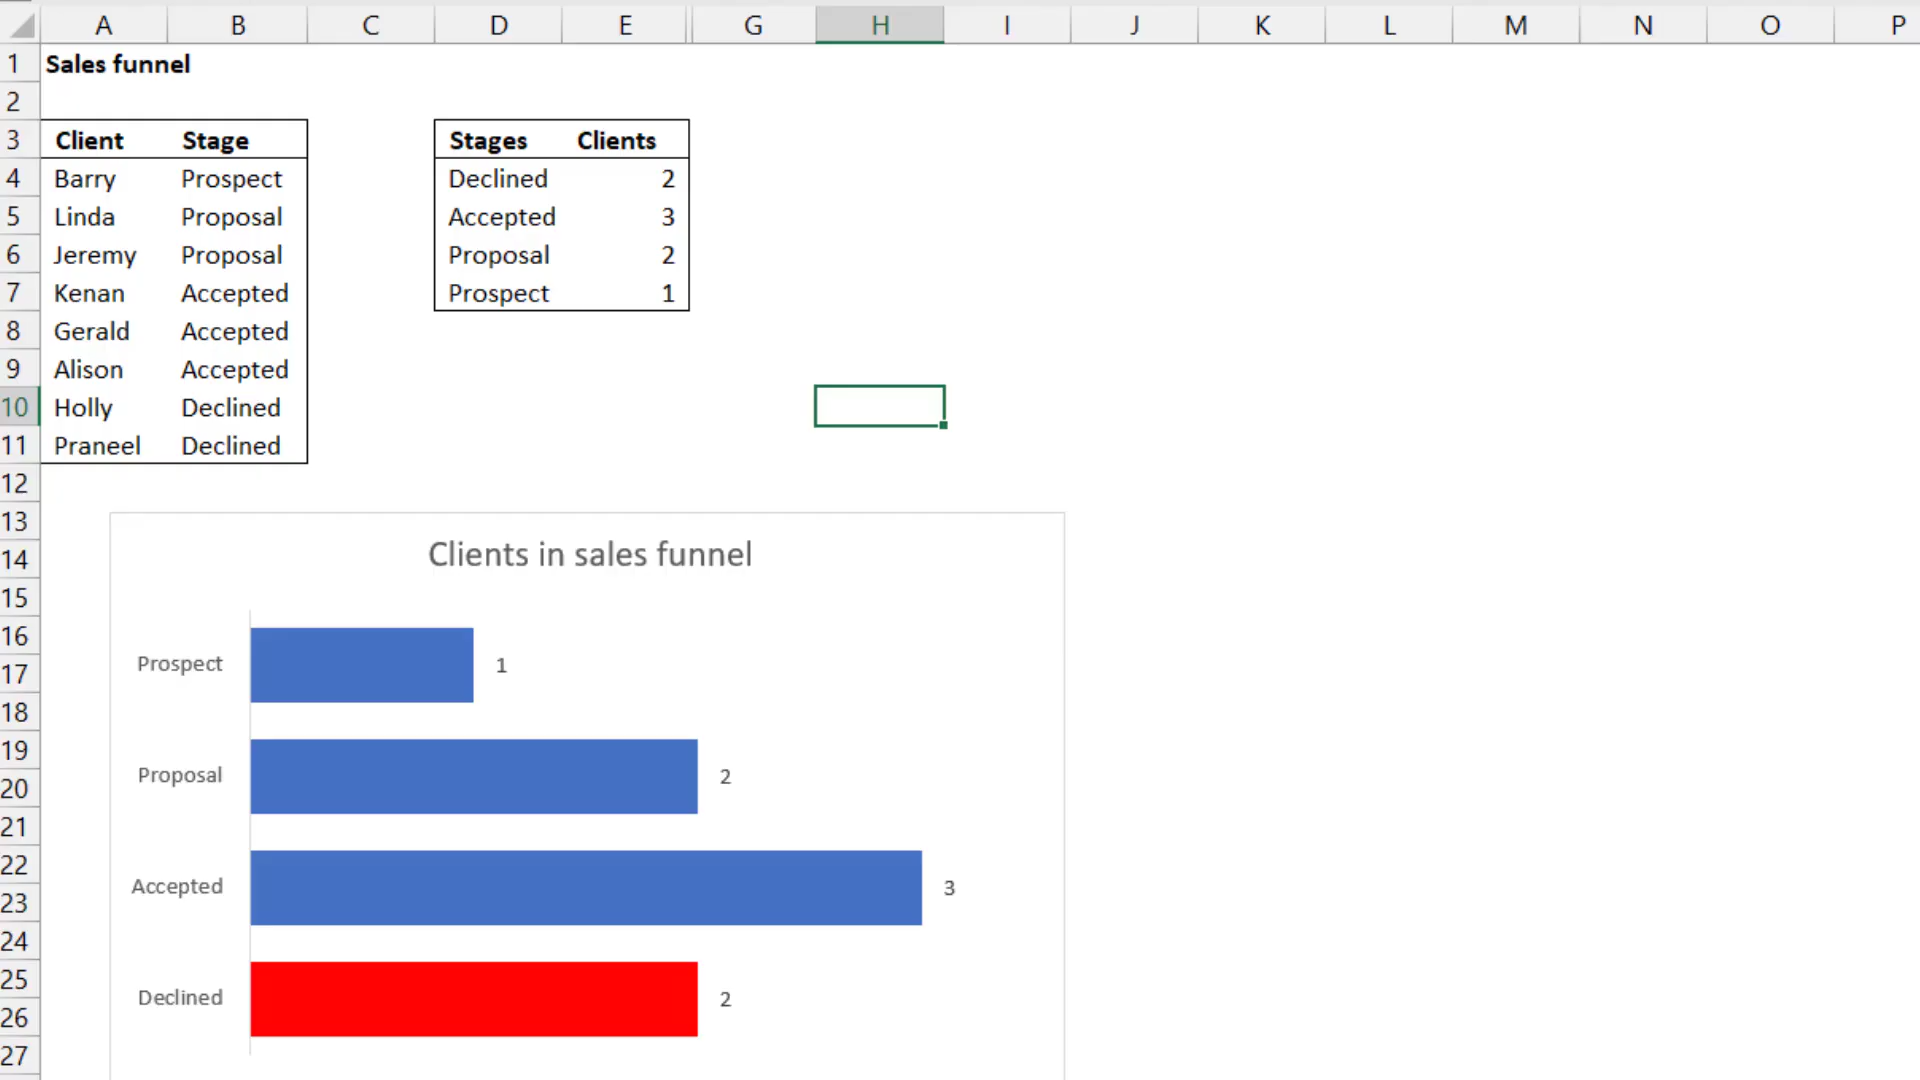 A B C D E G H I J K L M N O P
1 Sales funnel
2
3 Client Stage Stages Clients
4 Barry Prospect Declined 2
5 Linda Proposal Accepted 3
6 Jeremy Proposal Proposal 2
7 Kenan Accepted Prospect 1
8 Gerald Accepted
9 Alison Accepted
10 Holly Declined
11 Praneel Declined
12
13
14 Clients in sales funnel
15
16
17 Prospect 1
18
19
20 Proposal 2
21
22
23 Accepted 3
24
25
26 Declined 2
27